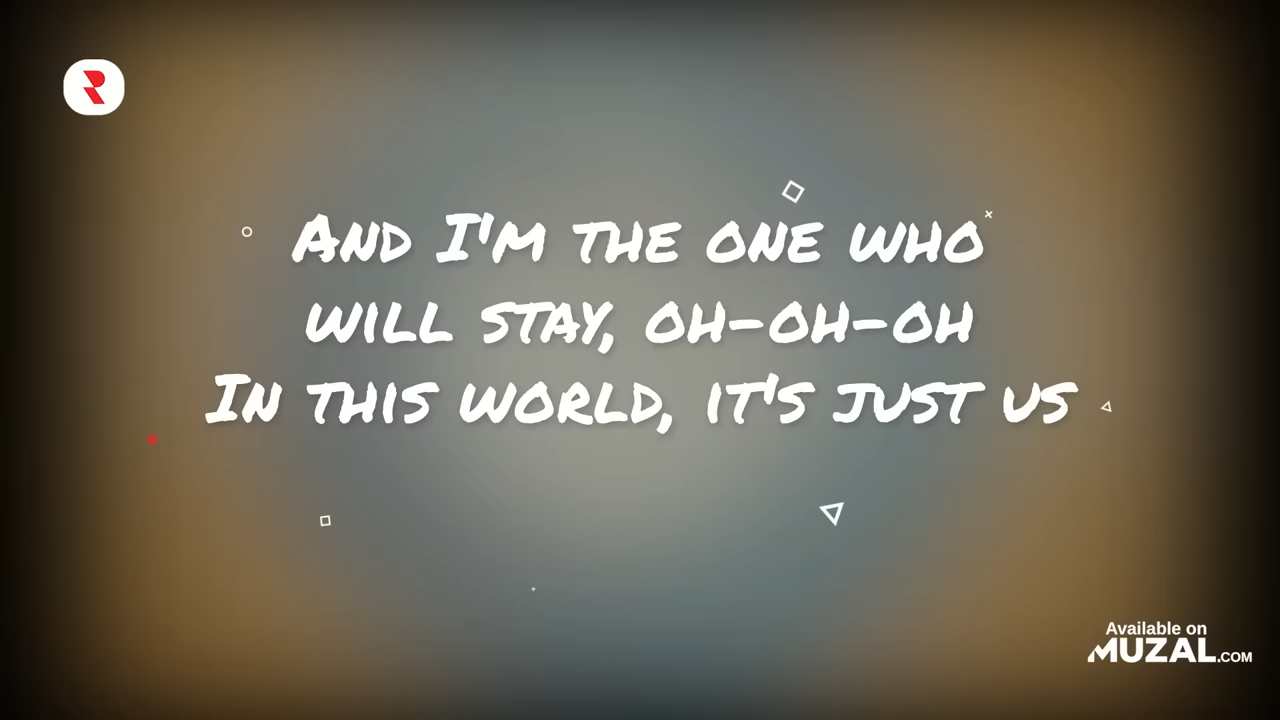 And I'm the one who
will stay, oh-oh-oh
In this world, it's just us
Available on
MUZAL.COM